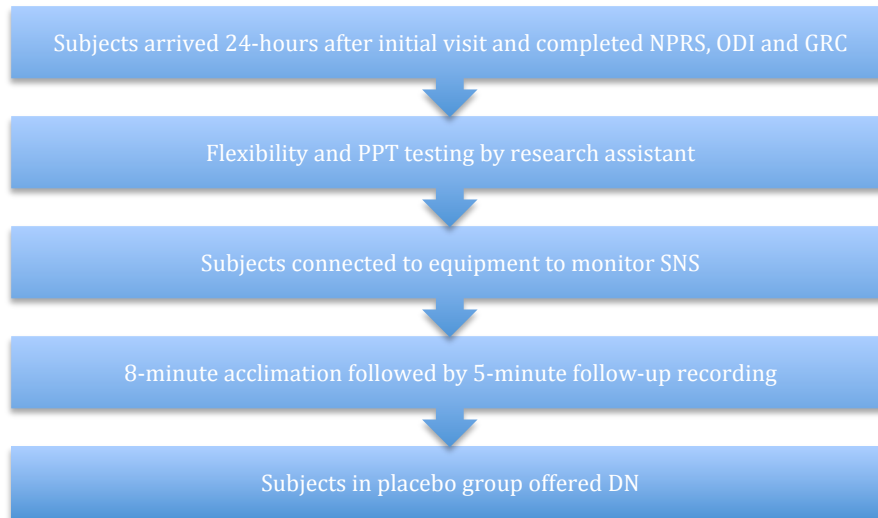 Subjects arrived 24-hours after initial visit and completed NPRS, ODI and GRC
Flexibility and PPT testing by research assistant
Subjects connected to equipment to monitor SNS
8-minute acclimation followed by 5-minute follow-up recording
Subjects in placebo group offered DN